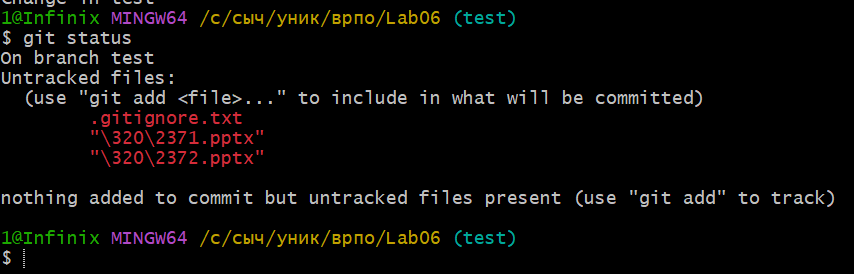 Change in test
1@Infinix MINGW64 /c/сыч/уник/врпо/Lab06 (test)
$ git status
On branch test
Untracked files:
  (use "git add <file>..." to include in what will be committed)
        .gitignore.txt
        "\320\2371.pptx"
        "\320\2372.pptx"

nothing added to commit but untracked files present (use "git add" to track)

1@Infinix MINGW64 /c/сыч/уник/врпо/Lab06 (test)
$